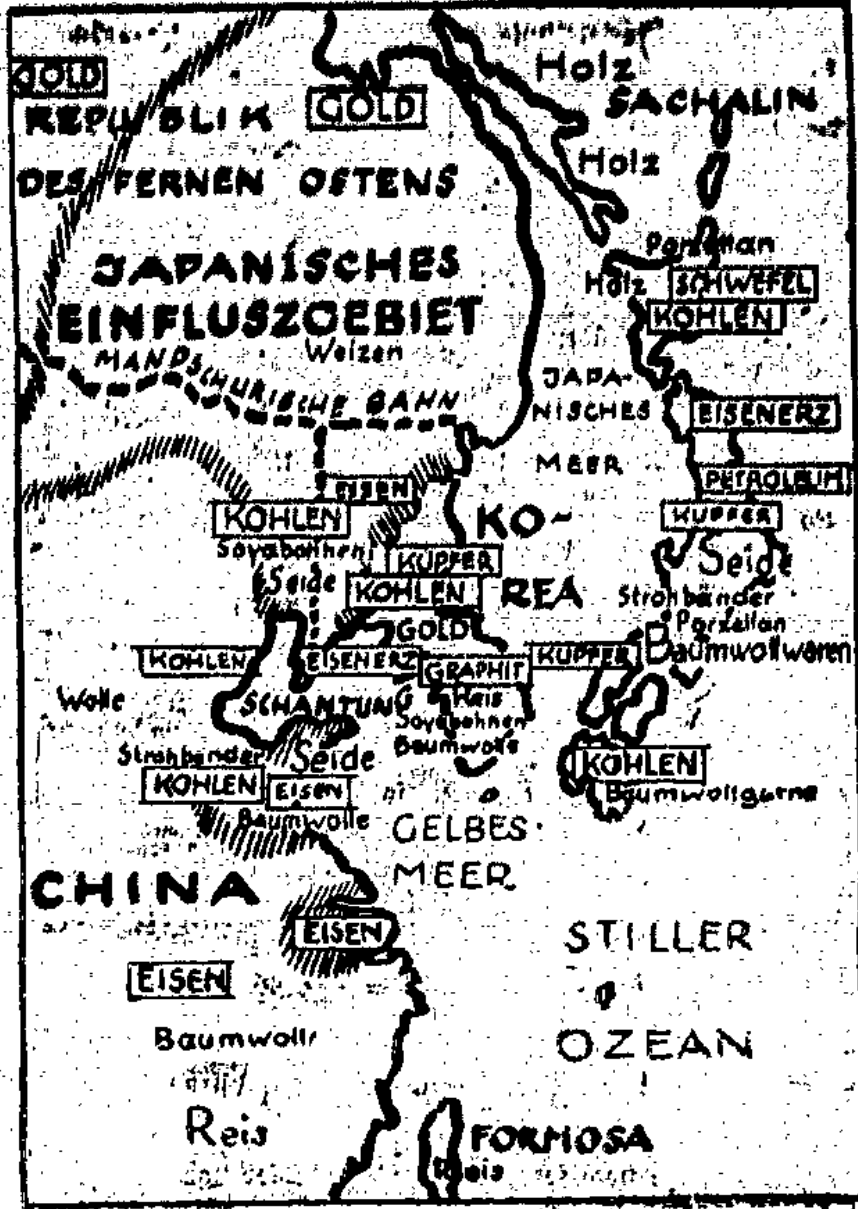 Holz
GOLD
SACHALIN
REPUBLIK
GOLD
DES FERNEN OSTENS
Holz
JAPANISCHES
EINFLUSZGEBIET
Porzellan
Holz
SCHWEFEL
KOHLEN
Weizen
MANDSCHURISCHE BAHN
JAPA-
NISCHES
MEER
EISENERZ
PETROLEUM
EISEN
KOHLEN
KO-
REA
KUPFER
Soyabohnen
KUPFER
Seide
Seide
KOHLEN
Strohbänder
Porzellan
GOLD
KOHLEN
EISENERZ
GRAPHIT
KUPFER
Baumwollwaren
Wolle
SCHANTUNG
Reis
Soyabohnen
Baumwolle
Strohbänder
Seide
KOHLEN
EISEN
KOHLEN
Baumwollgarne
Baumwolle
GELBES
MEER
CHINA
EISEN
STILLER
OZEAN
EISEN
Baumwolle
Reis
FORMOSA
Reis